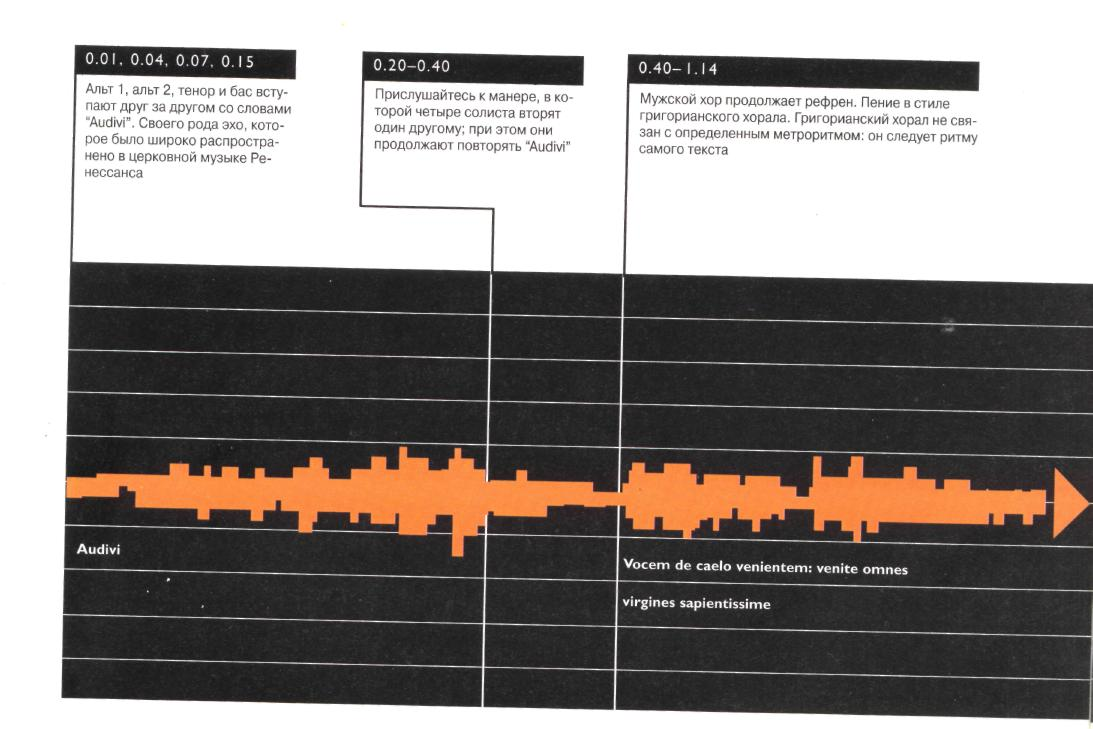 0.01, 0.04, 0.07, 0.15
Альт 1, альт 2, тенор и бас всту-
пают друг за другом со словами
“Audivi”. Своего рода эхо, кото-
рое было широко распростра-
нено в церковной музыке Ре-
нессанса
0.20–0.40
Прислушайтесь к манере, в ко-
торой четыре солиста вторят
один другому; при этом они
продолжают повторять “Audivi”
0.40–1.14
Мужской хор продолжает рефрен. Пение в стиле
григорианского хорала. Григорианский хорал не свя-
зан с определенным метроритмом: он следует ритму
самого текста
Audivi
Vocem de caelo venientem: venite omnes
virgines sapientissime